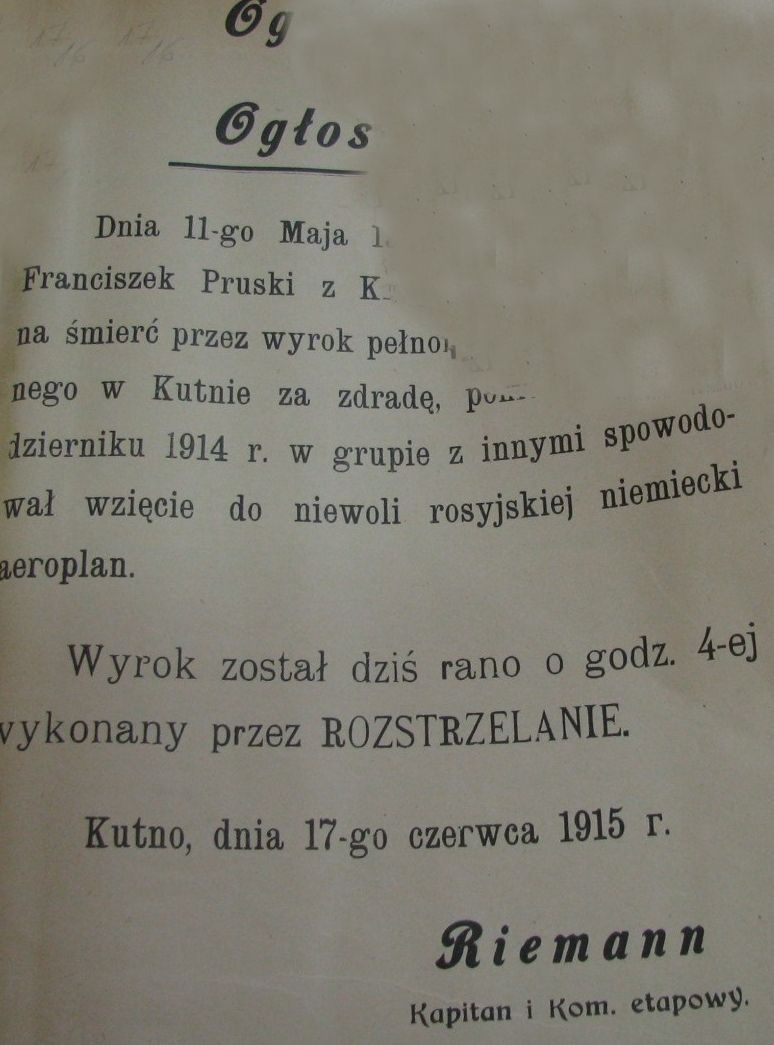 Dnia 11-go Maja
Franciszek Pruski z
na śmierć przez wyrok
nego w Kutnie za zdradę,
dzierniku 1914 r. w grupie z innymi spowodo-
wał wzięcie do niewoli rosyjskiej niemiecki
aeroplan.
Wyrok został dziś rano o godz. 4-ej
wykonany przez ROZSTRZELANIE.
Kutno, dnia 17-go czerwca 1915 r.
Riemann
Kapitan i Kom. etapowy.